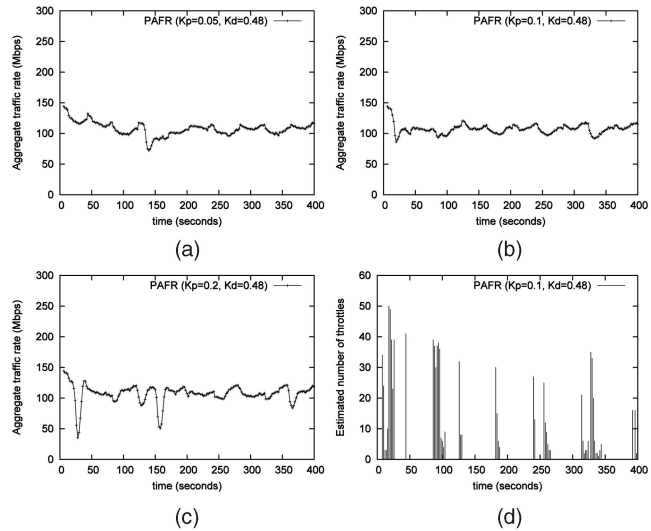 PAFR (Kp=0.05, Kd=0.48)
Aggregate traffic rate (Mbps)
300
250
200
150
100
50
0
0 50 100 150 200 250 300 350 400
time (seconds)
(a)
PAFR (Kp=0.1, Kd=0.48)
Aggregate traffic rate (Mbps)
300
250
200
150
100
50
0
0 50 100 150 200 250 300 350 400
time (seconds)
(b)
PAFR (Kp=0.2, Kd=0.48)
Aggregate traffic rate (Mbps)
300
250
200
150
100
50
0
0 50 100 150 200 250 300 350 400
time (seconds)
(c)
PAFR (Kp=0.1, Kd=0.48)
Estimated number of throttles
60
50
40
30
20
10
0
0 50 100 150 200 250 300 350 400
time (seconds)
(d)